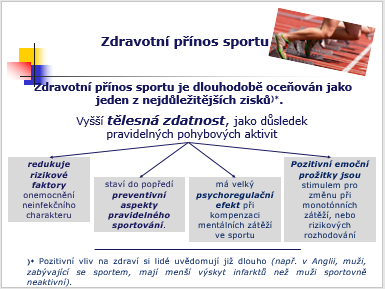 Zdravotní přínos sportu
Zdravotní přínos sportu je dlouhodobě oceňován jako
jeden z nejdůležitějších zisků)*.
Vyšší tělesná zdatnost, jako důsledek
pravidelných pohybových aktivit
redukuje
rizikové
faktory
onemocnění
neinfekčního
charakteru
staví do popředí
preventivní
aspekty
pravidelného
sportování.
má velký
psychoregulační
efekt při
kompenzaci
mentálních zátěží
ve sportu
Pozitivní emoční
prožitky jsou
stimulem pro
změnu při
monotónních
zátěží, nebo
rizikových
rozhodování
)* Pozitivní vliv na zdraví si lidé uvědomují již dlouho (např. v Anglii, muži,
zabývající se sportem, mají menší výskyt infarktů než muži sportovně
neaktivní).